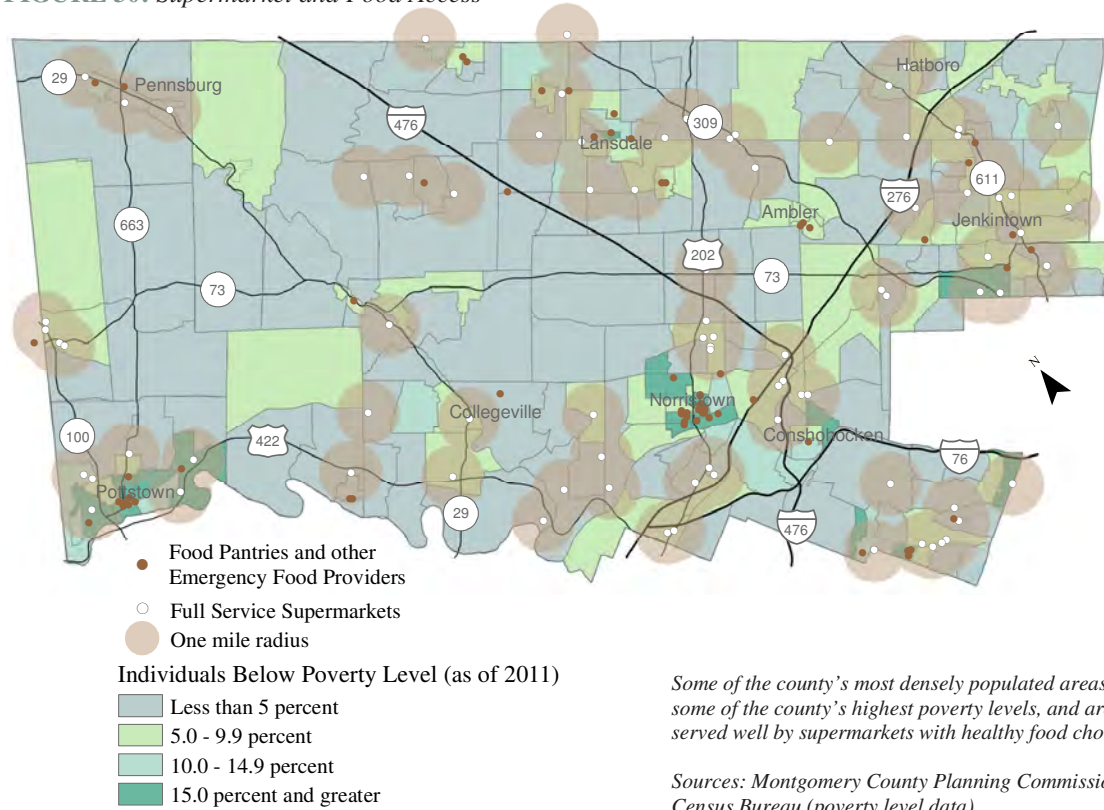 FIGURE 30: Supermarket and Food Access
Hatboro
29
Pennsburg
476
309
Lansdale
611
276
Ambler
Jenkintown
663
202
73
73
N
Norristown
Collegeville
100
422
Conshohocken
76
Pottstown
29
476
Food Pantries and other
Emergency Food Providers
Full Service Supermarkets
One mile radius
Individuals Below Poverty Level (as of 2011)
Less than 5 percent
5.0 - 9.9 percent
10.0 - 14.9 percent
15.0 percent and greater
Some of the county's most densely populated areas
some of the county's highest poverty levels, and
served well by supermarkets with healthy food
Sources: Montgomery County Planning
Census Bureau (poverty level data)